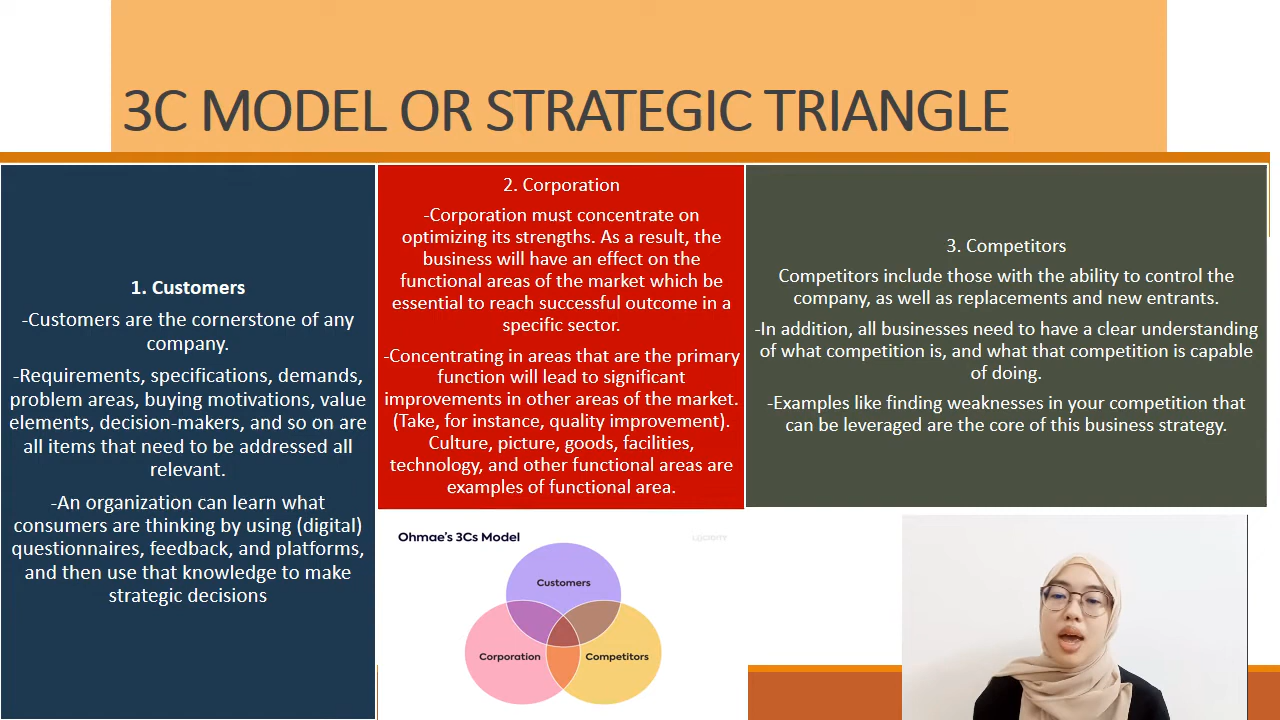 3C MODEL OR STRATEGIC TRIANGLE
1. Customers
-Customers are the cornerstone of any
company.
-Requirements, specifications, demands,
problem areas, buying motivations, value
elements, decision-makers, and so on are
all items that need to be addressed all
relevant.
-An organization can learn what
consumers are thinking by using (digital)
questionnaires, feedback, and platforms,
and then use that knowledge to make
strategic decisions
2. Corporation
-Corporation must concentrate on
optimizing its strengths. As a result, the
business will have an effect on the
functional areas of the market which be
essential to reach successful outcome in a
specific sector.
-Concentrating in areas that are the primary
function will lead to significant
improvements in other areas of the market.
(Take, for instance, quality improvement).
Culture, picture, goods, facilities,
technology, and other functional areas are
examples of functional area.
3. Competitors
Competitors include those with the ability to control the
company, as well as replacements and new entrants.
-In addition, all businesses need to have a clear understanding
of what competition is, and what that competition is capable
of doing.
-Examples like finding weaknesses in your competition that
can be leveraged are the core of this business strategy.
Ohmae's 3Cs Model
Customers
Corporation
Competitors